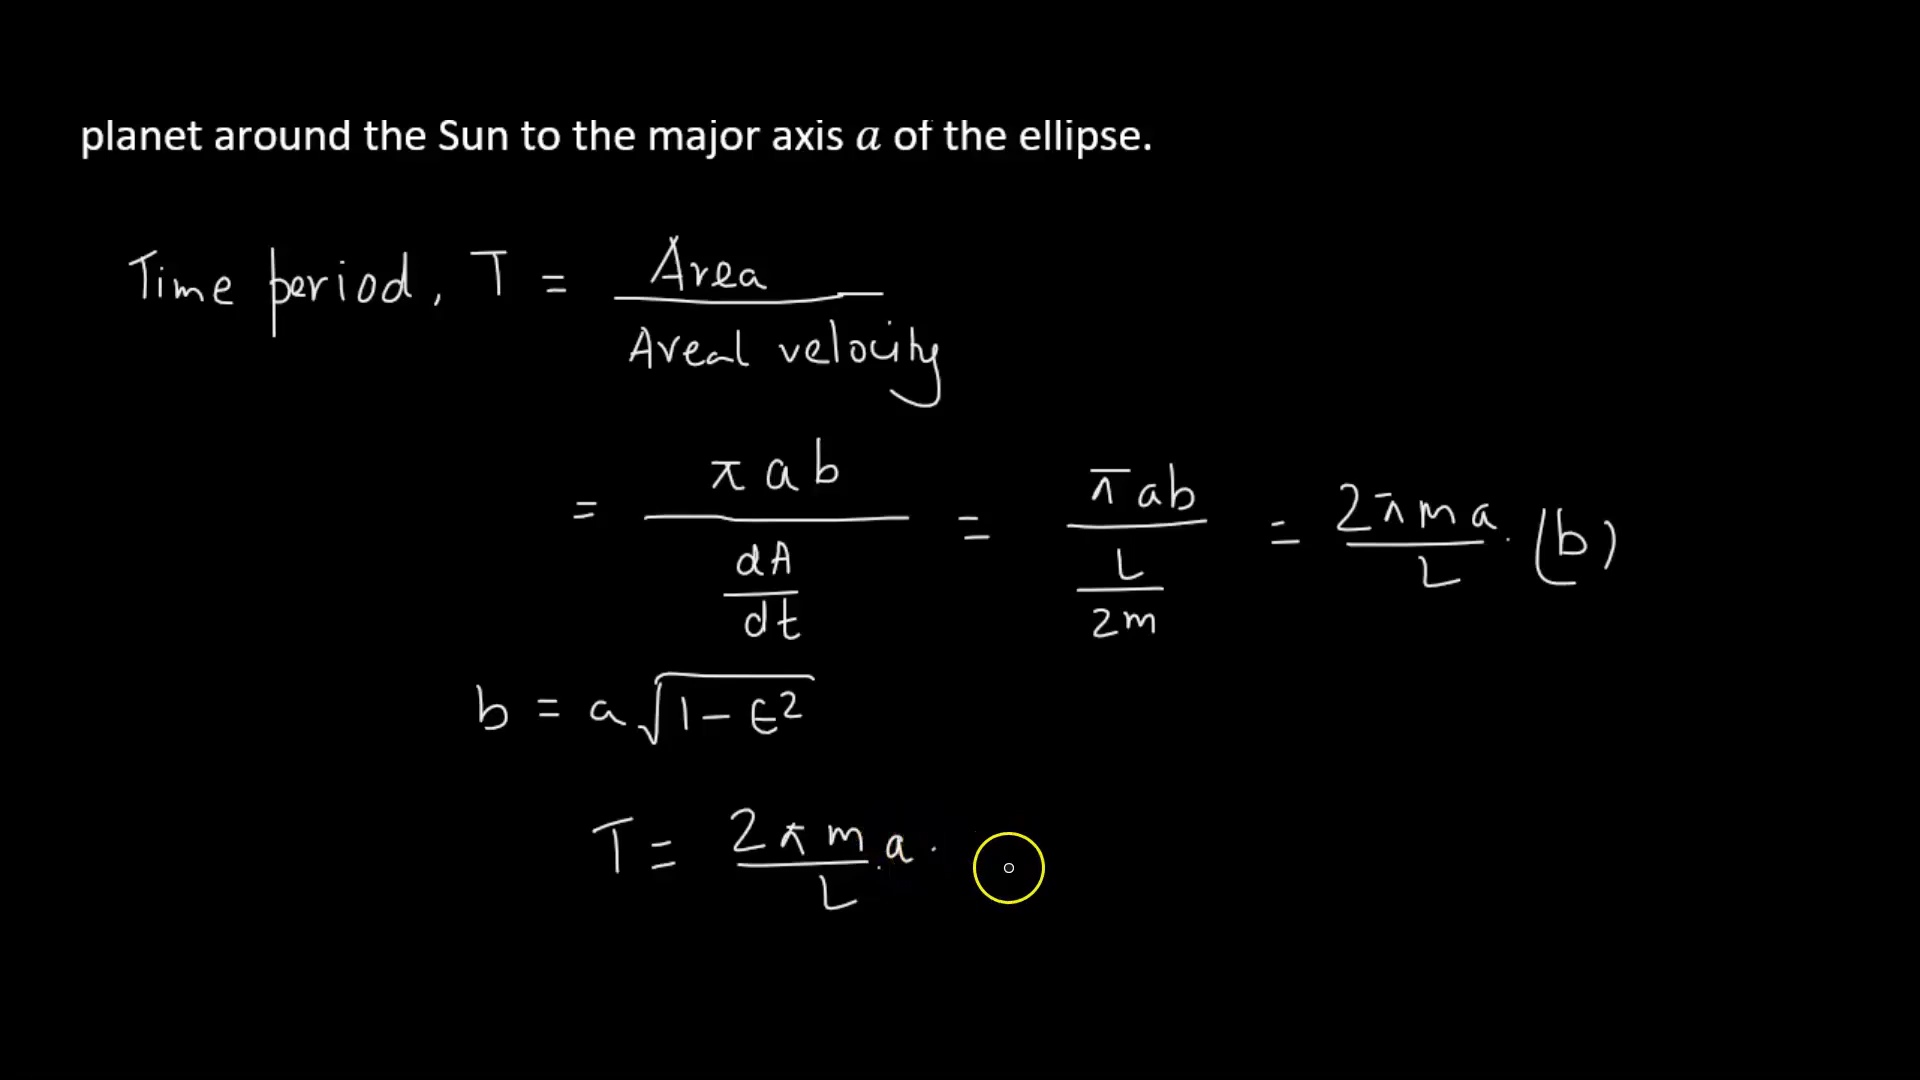 planet around the Sun to the major axis a of the ellipse.
Time period, T = Area / Areal velocity
= πab / (dA/dt) = πab / (L/2m) = 2πma/L · (b)
b = a√(1-ϵ²)
T = 2πm/L · a ·